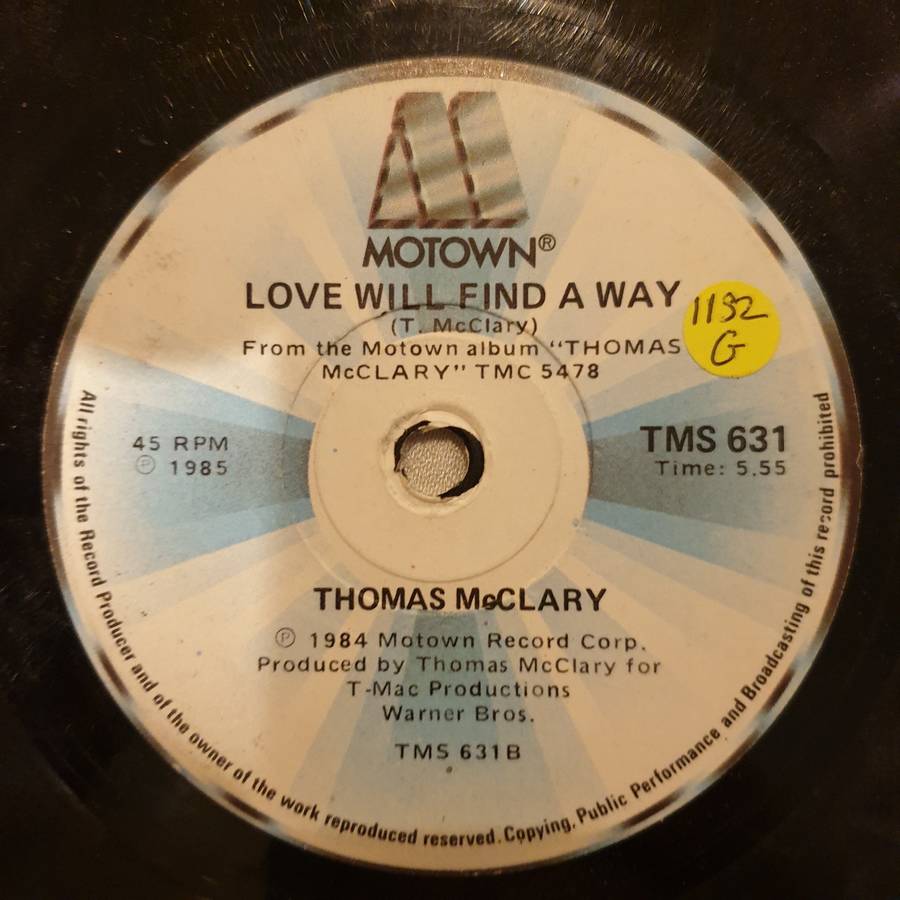 MOTOWN®
LOVE WILL FIND A WAY
(T. McClary)
From the Motown album "THOMAS
McCLARY" TMC 5478
1192
G
45 RPM
℗ 1985
TMS 631
Time: 5.55
THOMAS McCLARY
℗ 1984 Motown Record Corp.
Produced by Thomas McClary for
T-Mac Productions
Warner Bros.
TMS 631B
All rights of the Record Producer and of the owner of the work reproduced reserved. Copying, Public Performance and Broadcasting of this record prohibited